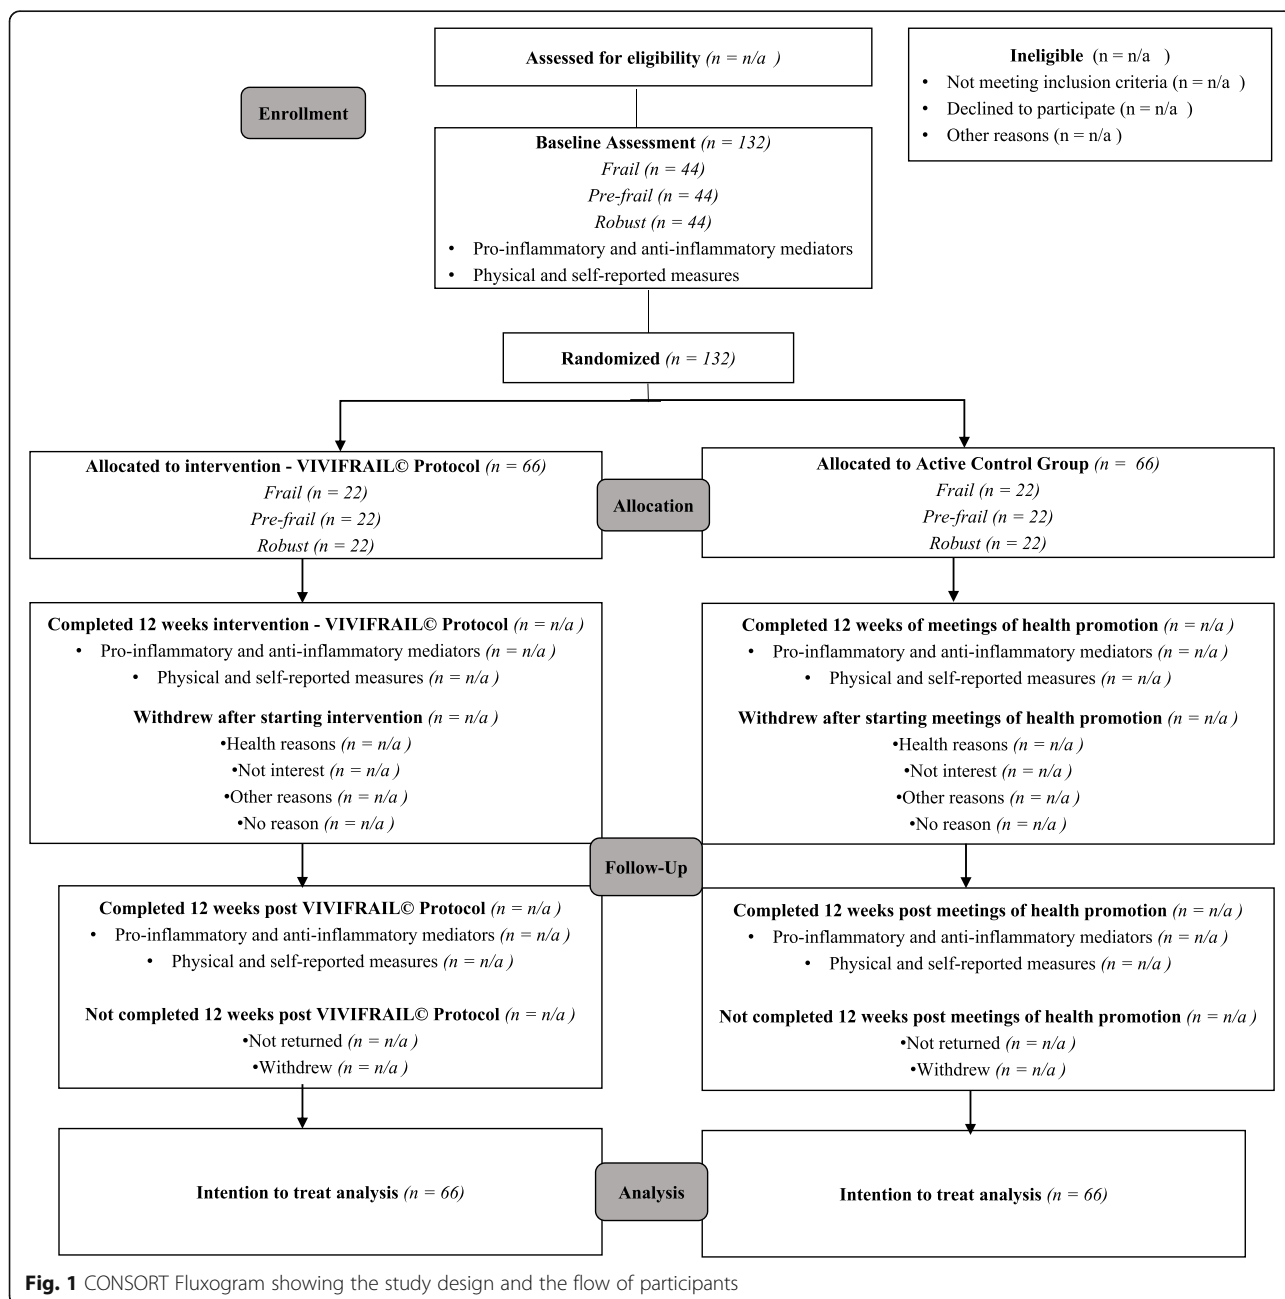 Assessed for eligibility (n = n/a )
Ineligible (n = n/a )
• Not meeting inclusion criteria (n = n/a )
• Declined to participate (n = n/a )
• Other reasons (n = n/a )
Enrollment
Baseline Assessment (n = 132)
Frail (n = 44)
Pre-frail (n = 44)
Robust (n = 44)
• Pro-inflammatory and anti-inflammatory mediators
• Physical and self-reported measures
Randomized (n = 132)
Allocated to intervention - VIVIFRAIL© Protocol (n = 66)
Frail (n = 22)
Pre-frail (n = 22)
Robust (n = 22)
Allocation
Allocated to Active Control Group (n = 66)
Frail (n = 22)
Pre-frail (n = 22)
Robust (n = 22)
Completed 12 weeks intervention - VIVIFRAIL© Protocol (n = n/a )
• Pro-inflammatory and anti-inflammatory mediators (n = n/a )
• Physical and self-reported measures (n = n/a )
Withdrew after starting intervention (n = n/a )
•Health reasons (n = n/a )
•Not interest (n = n/a )
•Other reasons (n = n/a )
•No reason (n = n/a )
Completed 12 weeks of meetings of health promotion (n = n/a )
• Pro-inflammatory and anti-inflammatory mediators (n = n/a )
• Physical and self-reported measures (n = n/a )
Withdrew after starting meetings of health promotion (n = n/a )
•Health reasons (n = n/a )
•Not interest (n = n/a )
•Other reasons (n = n/a )
•No reason (n = n/a )
Follow-Up
Completed 12 weeks post VIVIFRAIL© Protocol (n = n/a )
• Pro-inflammatory and anti-inflammatory mediators (n = n/a )
• Physical and self-reported measures (n = n/a )
Not completed 12 weeks post VIVIFRAIL© Protocol (n = n/a )
•Not returned (n = n/a )
•Withdrew (n = n/a )
Completed 12 weeks post meetings of health promotion (n = n/a )
• Pro-inflammatory and anti-inflammatory mediators (n = n/a )
• Physical and self-reported measures (n = n/a )
Not completed 12 weeks post meetings of health promotion (n = n/a )
•Not returned (n = n/a )
•Withdrew (n = n/a )
Intention to treat analysis (n = 66)
Analysis
Intention to treat analysis (n = 66)
Fig. 1 CONSORT Fluxogram showing the study design and the flow of participants